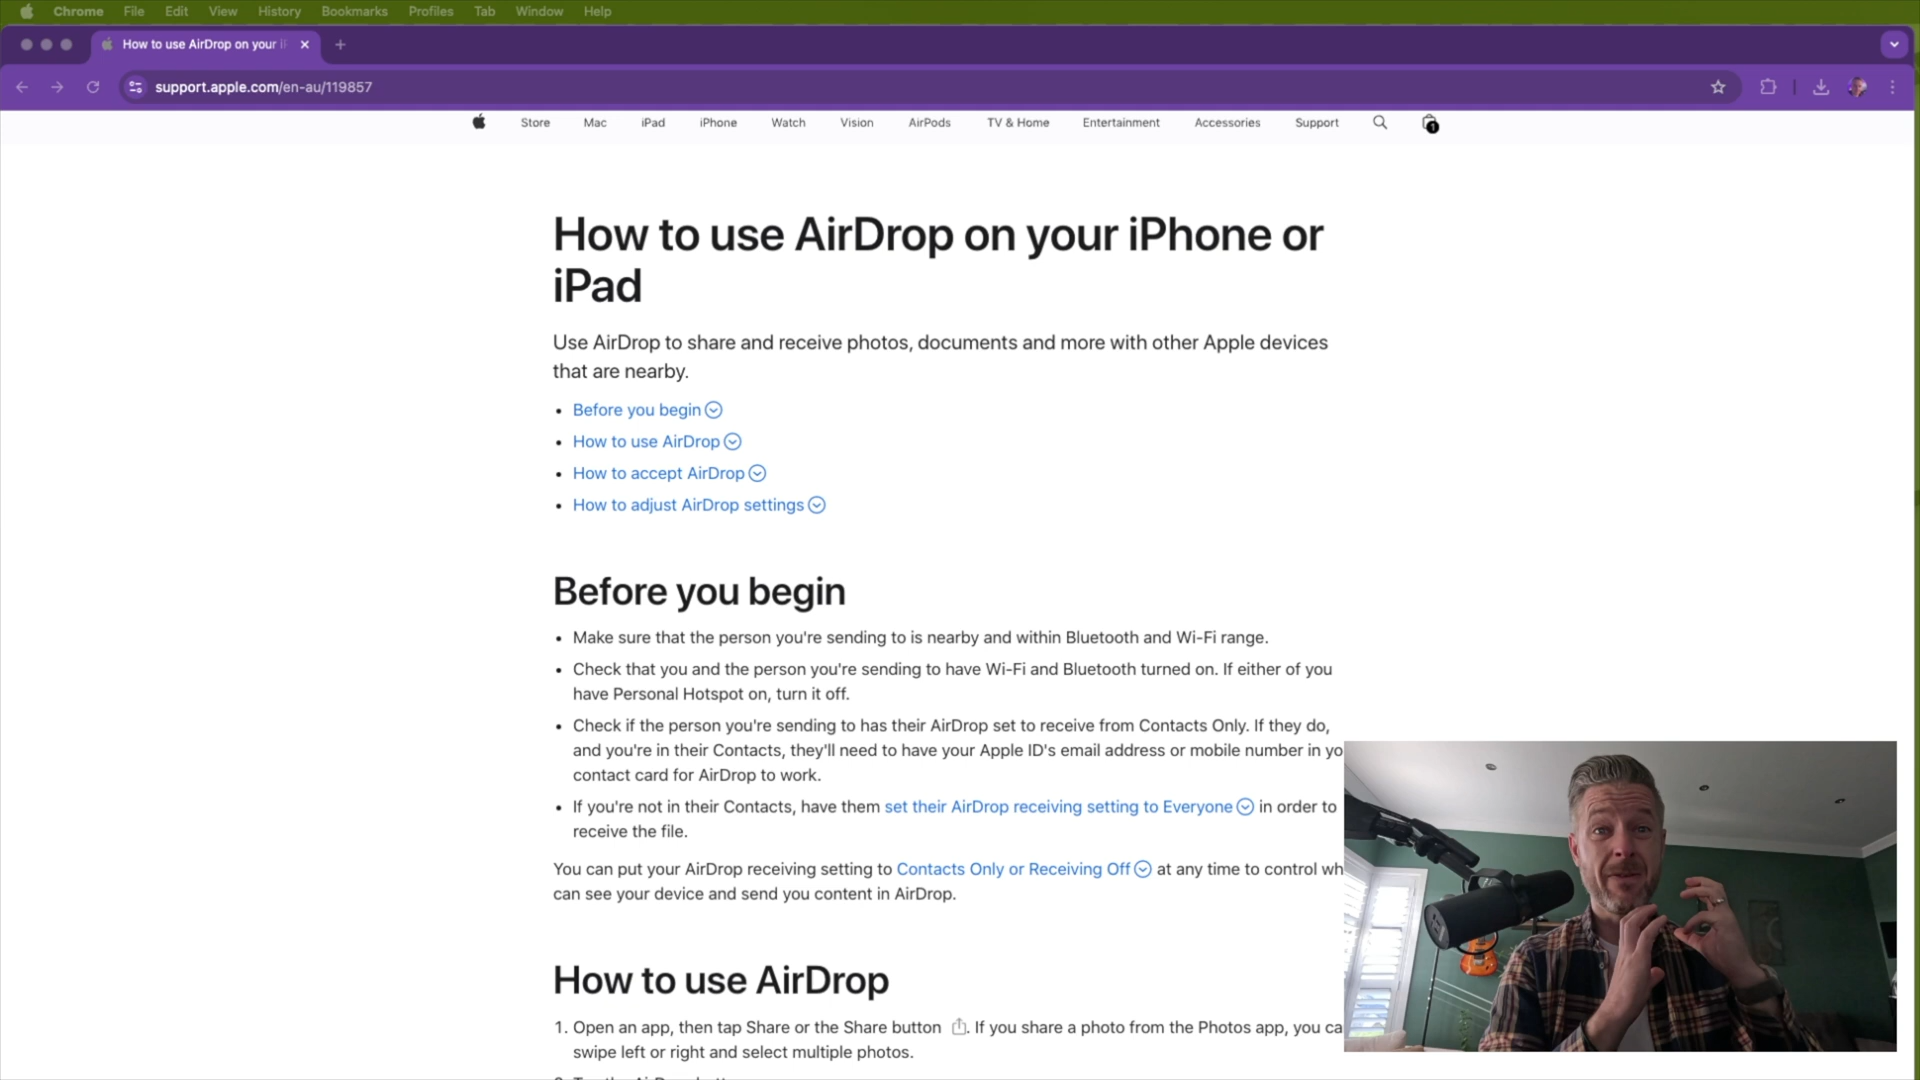 Chrome File Edit View History Bookmarks Profiles Tab Window Help
How to use AirDrop on your
support.apple.com/en-au/119857
Store Mac iPad iPhone Watch Vision AirPods TV & Home Entertainment Accessories Support 1
How to use AirDrop on your iPhone or
iPad
Use AirDrop to share and receive photos, documents and more with other Apple devices
that are nearby.
• Before you begin
• How to use AirDrop
• How to accept AirDrop
• How to adjust AirDrop settings
Before you begin
• Make sure that the person you're sending to is nearby and within Bluetooth and Wi-Fi range.
• Check that you and the person you're sending to have Wi-Fi and Bluetooth turned on. If either of you
have Personal Hotspot on, turn it off.
• Check if the person you're sending to has their AirDrop set to receive from Contacts Only. If they do,
and you're in their Contacts, they'll need to have your Apple ID's email address or mobile number in yo
contact card for AirDrop to work.
• If you're not in their Contacts, have them set their AirDrop receiving setting to Everyone in order to
receive the file.
You can put your AirDrop receiving setting to Contacts Only or Receiving Off at any time to control wh
can see your device and send you content in AirDrop.
How to use AirDrop
1. Open an app, then tap Share or the Share button . If you share a photo from the Photos app, you ca
swipe left or right and select multiple photos.